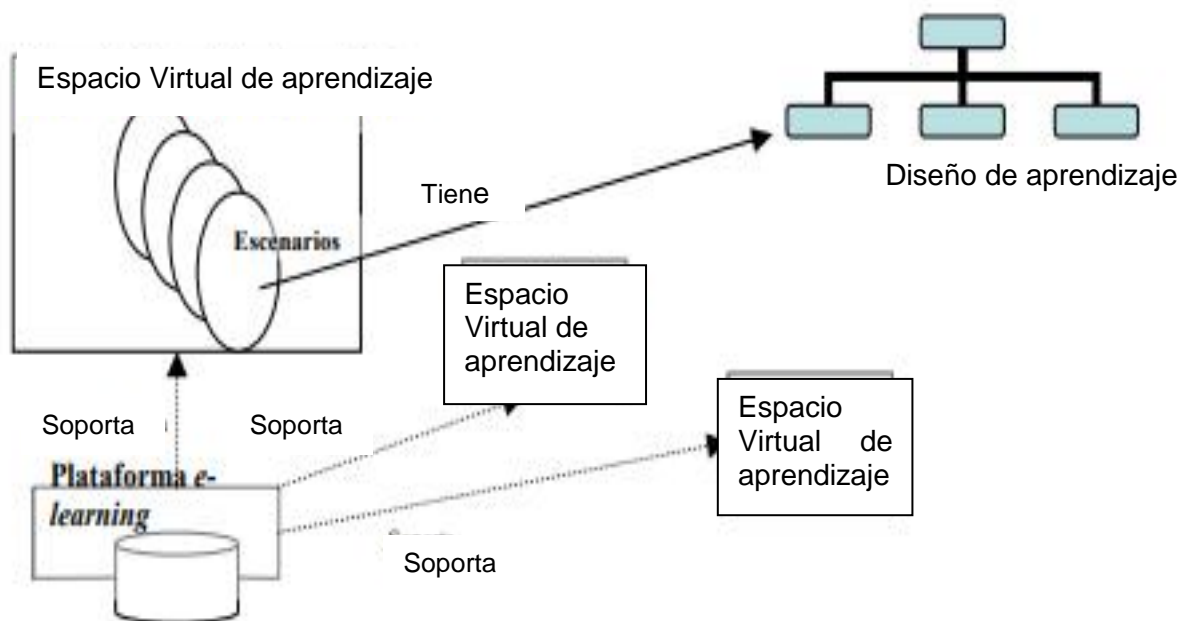 Espacio Virtual de aprendizaje
Diseño de aprendizaje
Tiene
Escenarios
Espacio
Virtual de
aprendizaje
Espacio
Virtual de
aprendizaje
Soporta
Soporta
Plataforma e-
learning
Soporta